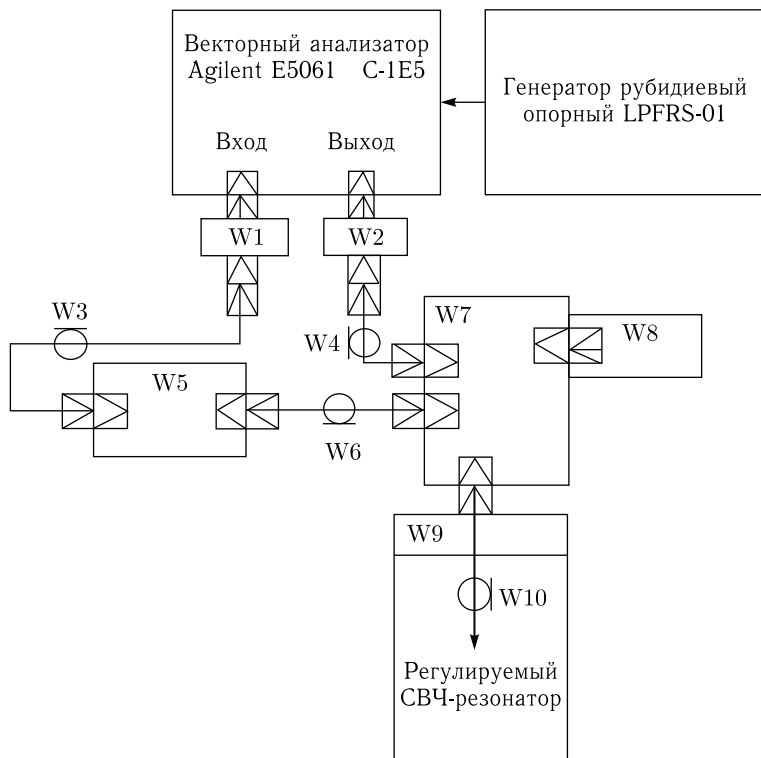 Векторный анализатор
Agilent E5061 C-1E5
Генератор рубидиевый
опорный LPFRS-01
Вход Выход
W1 W2
W3
W4
W7
W8
W5
W6
W9
W10
Регулируемый
СВЧ-резонатор